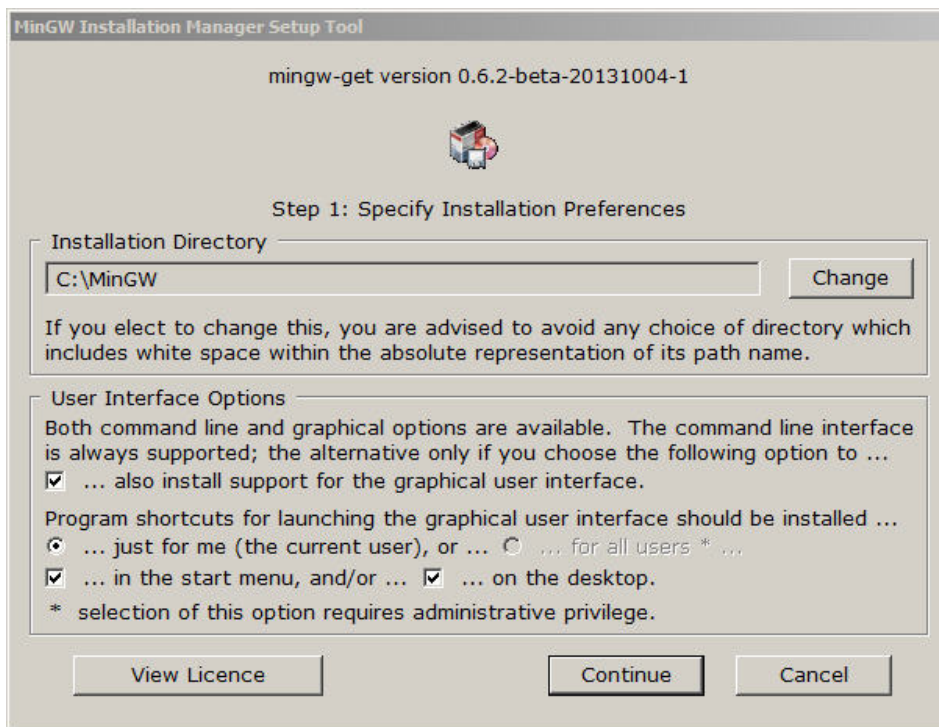 MinGW Installation Manager Setup Tool
mingw-get version 0.6.2-beta-20131004-1
Step 1: Specify Installation Preferences
Installation Directory
C:\MinGW
Change
If you elect to change this, you are advised to avoid any choice of directory which
includes white space within the absolute representation of its path name.
User Interface Options
Both command line and graphical options are available. The command line interface
is always supported; the alternative only if you choose the following option to ...
... also install support for the graphical user interface.
Program shortcuts for launching the graphical user interface should be installed ...
... just for me (the current user), or ... ... for all users * ...
... in the start menu, and/or ... ... on the desktop.
* selection of this option requires administrative privilege.
View Licence Continue Cancel